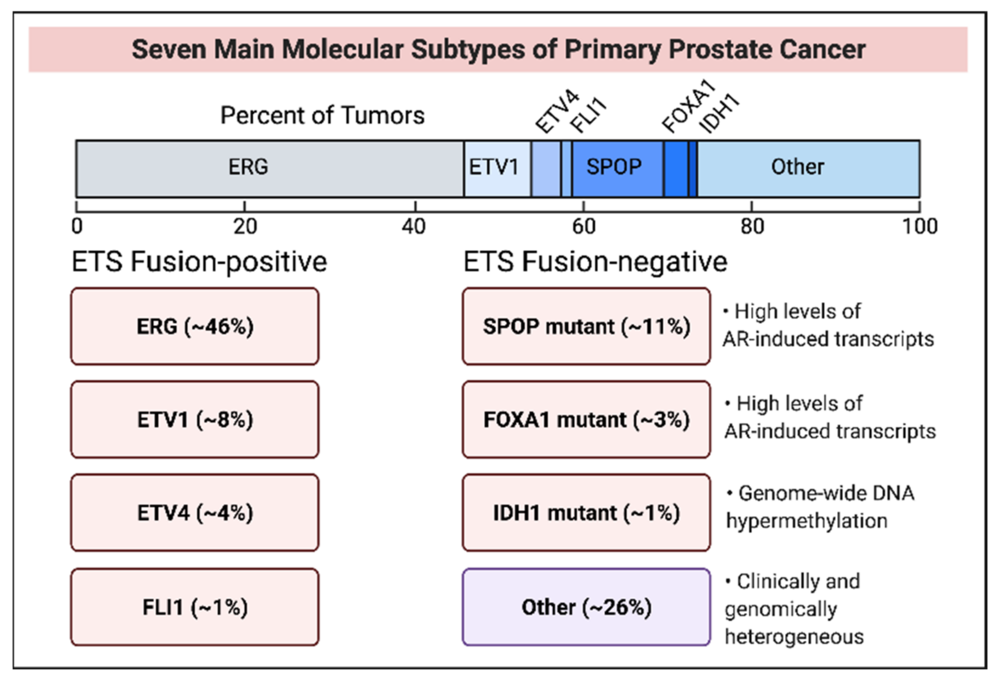 Seven Main Molecular Subtypes of Primary Prostate Cancer
Percent of Tumors
ETV4
FLI1
FOXA1
IDH1
ERG
ETV1
SPOP
Other
0
20
40
60
80
100
ETS Fusion-positive
ETS Fusion-negative
ERG (~46%)
SPOP mutant (~11%)
• High levels of
AR-induced transcripts
ETV1 (~8%)
FOXA1 mutant (~3%)
• High levels of
AR-induced transcripts
ETV4 (~4%)
IDH1 mutant (~1%)
• Genome-wide DNA
hypermethylation
FLI1 (~1%)
Other (~26%)
• Clinically and
genomically
heterogeneous